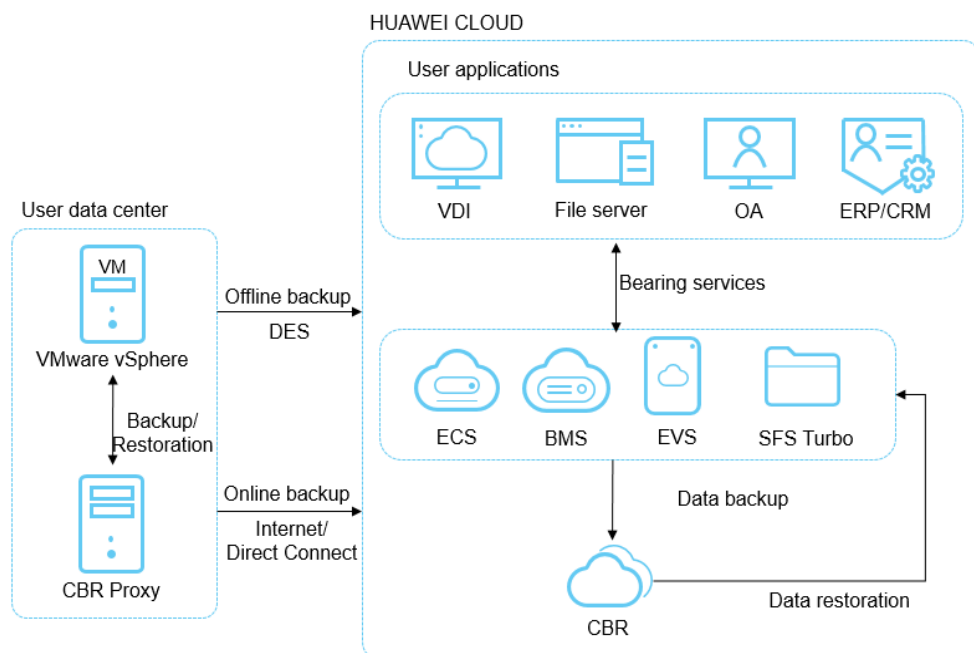 HUAWEI CLOUD
User applications
VDI
File server
OA
ERP/CRM
User data center
VM
VMware vSphere
Backup/
Restoration
CBR Proxy
Offline backup
DES
Online backup
Internet/
Direct Connect
Bearing services
ECS
BMS
EVS
SFS Turbo
Data backup
CBR
Data restoration